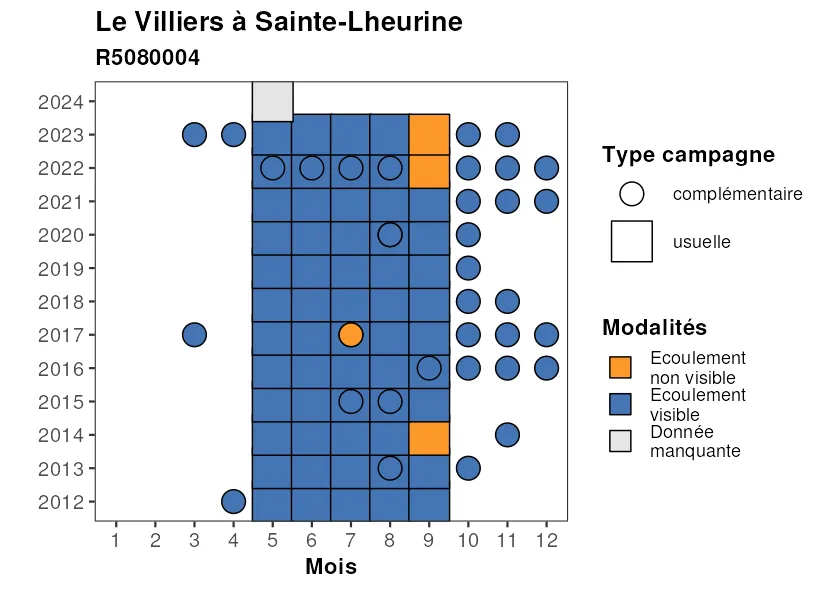 Le Villiers à Sainte-Lheurine
R5080004
2024
2023
2022
2021
2020
2019
2018
2017
2016
2015
2014
2013
2012
1 2 3 4 5 6 7 8 9 10 11 12
Mois
Type campagne
complémentaire
usuelle
Modalités
Ecoulement
non visible
Ecoulement
visible
Donnée
manquante